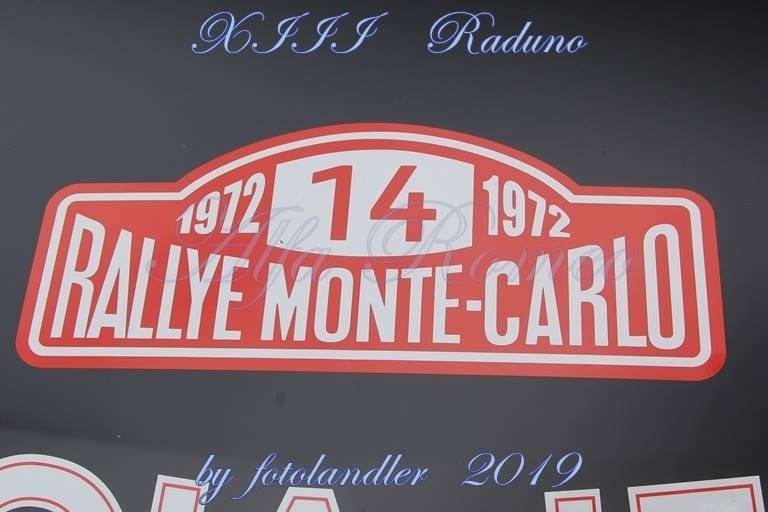 XIII Raduno
1972 14 1972
Alfa Romeo
RALLYE MONTE-CARLO
by fotolandler 2019